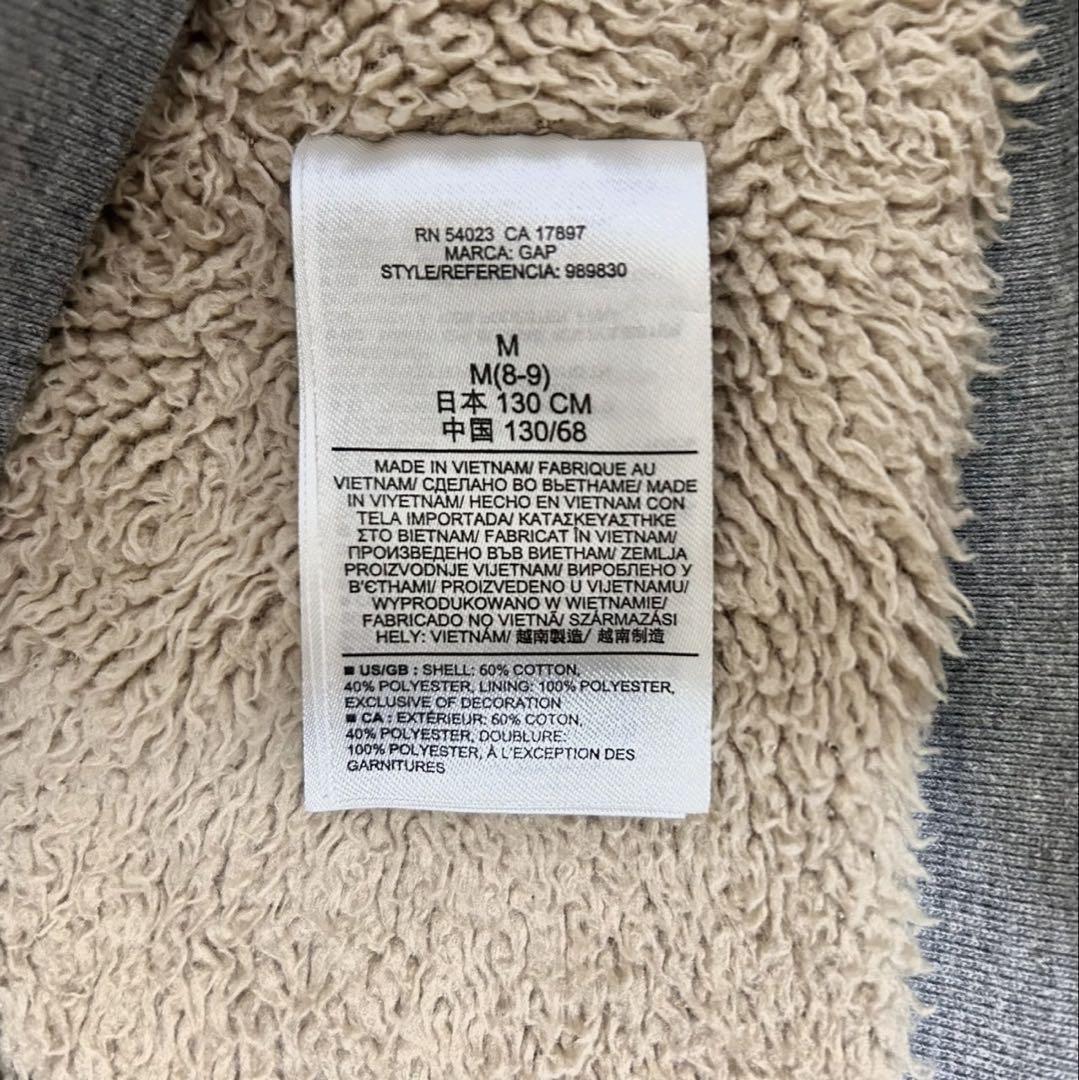 RN 54023 CA 17897
MARCA: GAP
STYLE/REFERENCIA: 989830
M
M(8-9)
日本 130 CM
中国 130/68
MADE IN VIETNAM/ FABRIQUE AU
VIETNAM/ СДЕЛАНО ВО ВЬЕТНАМЕ/ MADE
IN VIYETNAM/ HECHO EN VIETNAM CON
TELA IMPORTADA/ ΚΑΤΑΣΚΕΥΑΣΤΗΚΕ
ΣΤΟ ΒΙΕΤΝΑΜ/ FABRICAT ÎN VIETNAM/
ПРОИЗВЕДЕНО ВЪВ ВИЕТНАМ/ ZEMLJA
PROIZVODNJE VIJETNAM/ ВИРОБЛЕНО У
В'ЄТНАМІ/ PROIZVEDENO U VIJETNAMU/
WYPRODUKOWANO W WIETNAMIE/
FABRICADO NO VIETNÃ/ SZÁRMAZÁSI
HELY: VIETNÁM/ 越南製造/ 越南制造
■ US/GB : SHELL: 60% COTTON,
40% POLYESTER, LINING: 100% POLYESTER,
EXCLUSIVE OF DECORATION
■ CA : EXTÉRIEUR: 60% COTON,
40% POLYESTER, DOUBLURE:
100% POLYESTER, À L'EXCEPTION DES
GARNITURES